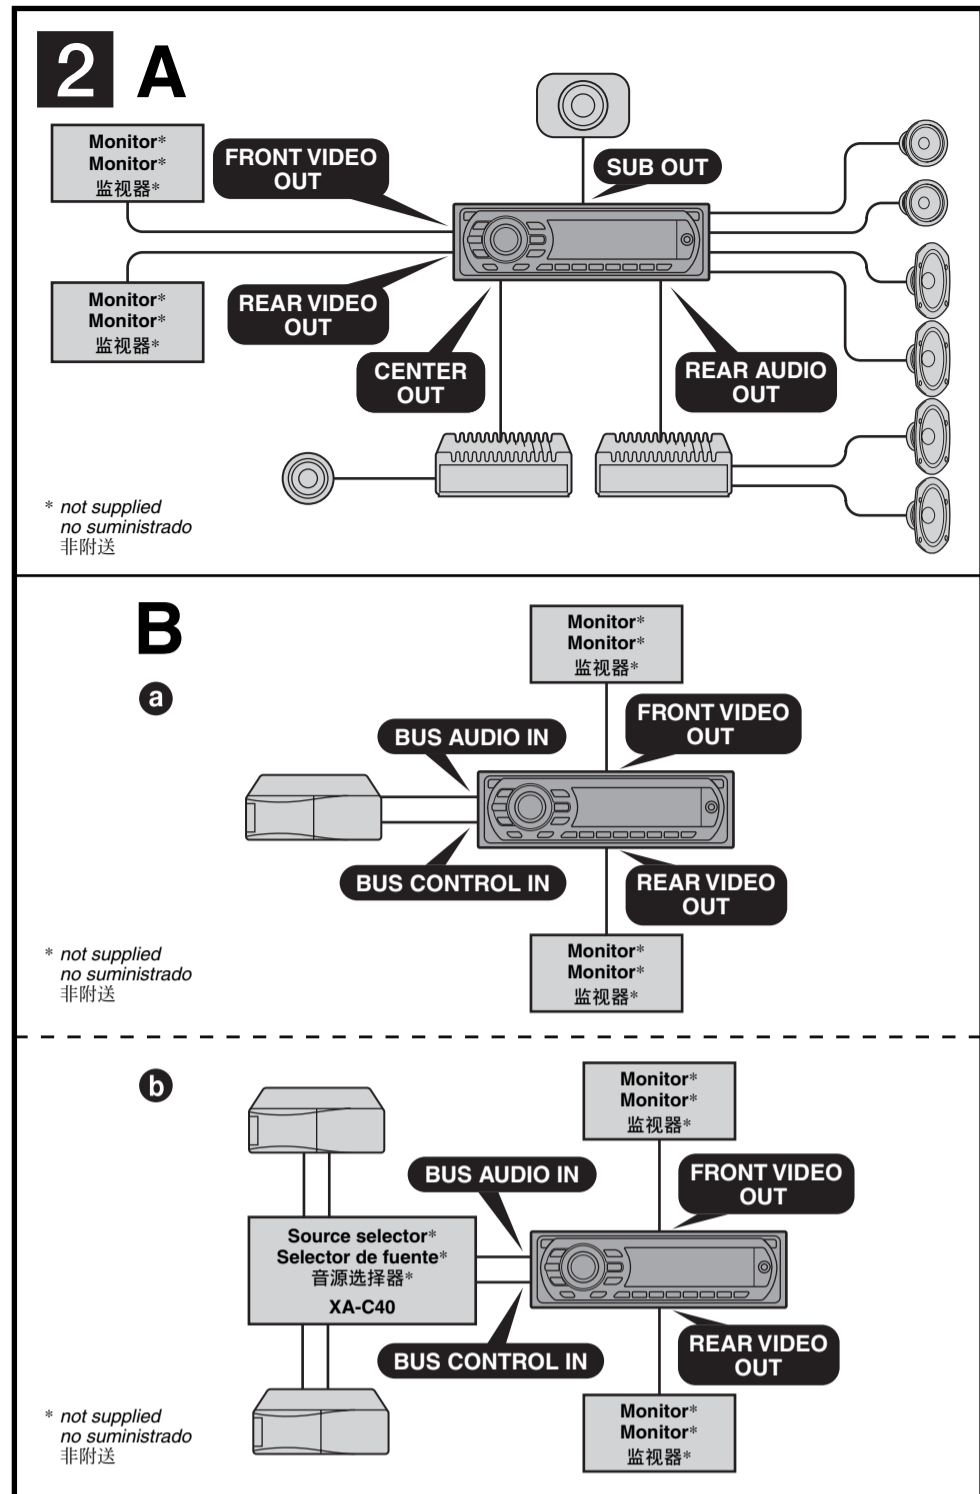 2 A
Monitor*
Monitor*
监视器*
FRONT VIDEO
OUT
SUB OUT
Monitor*
Monitor*
监视器*
REAR VIDEO
OUT
CENTER
OUT
REAR AUDIO
OUT
* not supplied
no suministrado
非附送
B
a
Monitor*
Monitor*
监视器*
BUS AUDIO IN
FRONT VIDEO
OUT
BUS CONTROL IN
REAR VIDEO
OUT
Monitor*
Monitor*
监视器*
* not supplied
no suministrado
非附送
b
Monitor*
Monitor*
监视器*
BUS AUDIO IN
FRONT VIDEO
OUT
Source selector*
Selector de fuente*
音源选择器*
XA-C40
BUS CONTROL IN
REAR VIDEO
OUT
Monitor*
Monitor*
监视器*
* not supplied
no suministrado
非附送